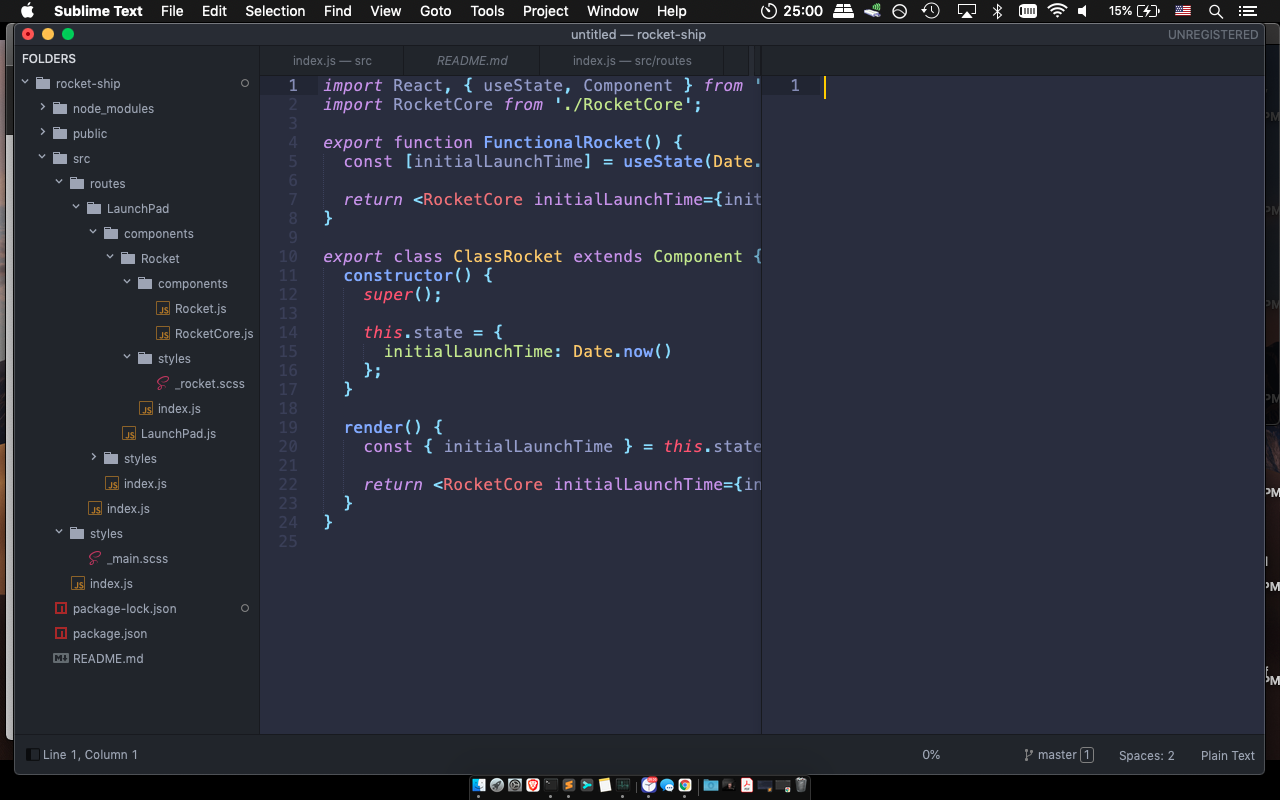 Sublime Text File Edit Selection Find View Goto Tools Project Window Help 25:00 15%
untitled — rocket-ship UNREGISTERED
FOLDERS
rocket-ship
node_modules
public
src
routes
LaunchPad
components
Rocket
components
Rocket.js
RocketCore.js
styles
_rocket.scss
index.js
LaunchPad.js
styles
index.js
index.js
styles
_main.scss
index.js
package-lock.json
package.json
README.md
index.js — src README.md index.js — src/routes
1 import React, { useState, Component } from '
2 import RocketCore from './RocketCore';
3
4 export function FunctionalRocket() {
5 const [initialLaunchTime] = useState(Date.
6
7 return <RocketCore initialLaunchTime={init
8 }
9
10 export class ClassRocket extends Component {
11 constructor() {
12 super();
13
14 this.state = {
15 initialLaunchTime: Date.now()
16 };
17 }
18
19 render() {
20 const { initialLaunchTime } = this.state
21
22 return <RocketCore initialLaunchTime={in
23 }
24 }
25
1
Line 1, Column 1 0% master 1 Spaces: 2 Plain Text